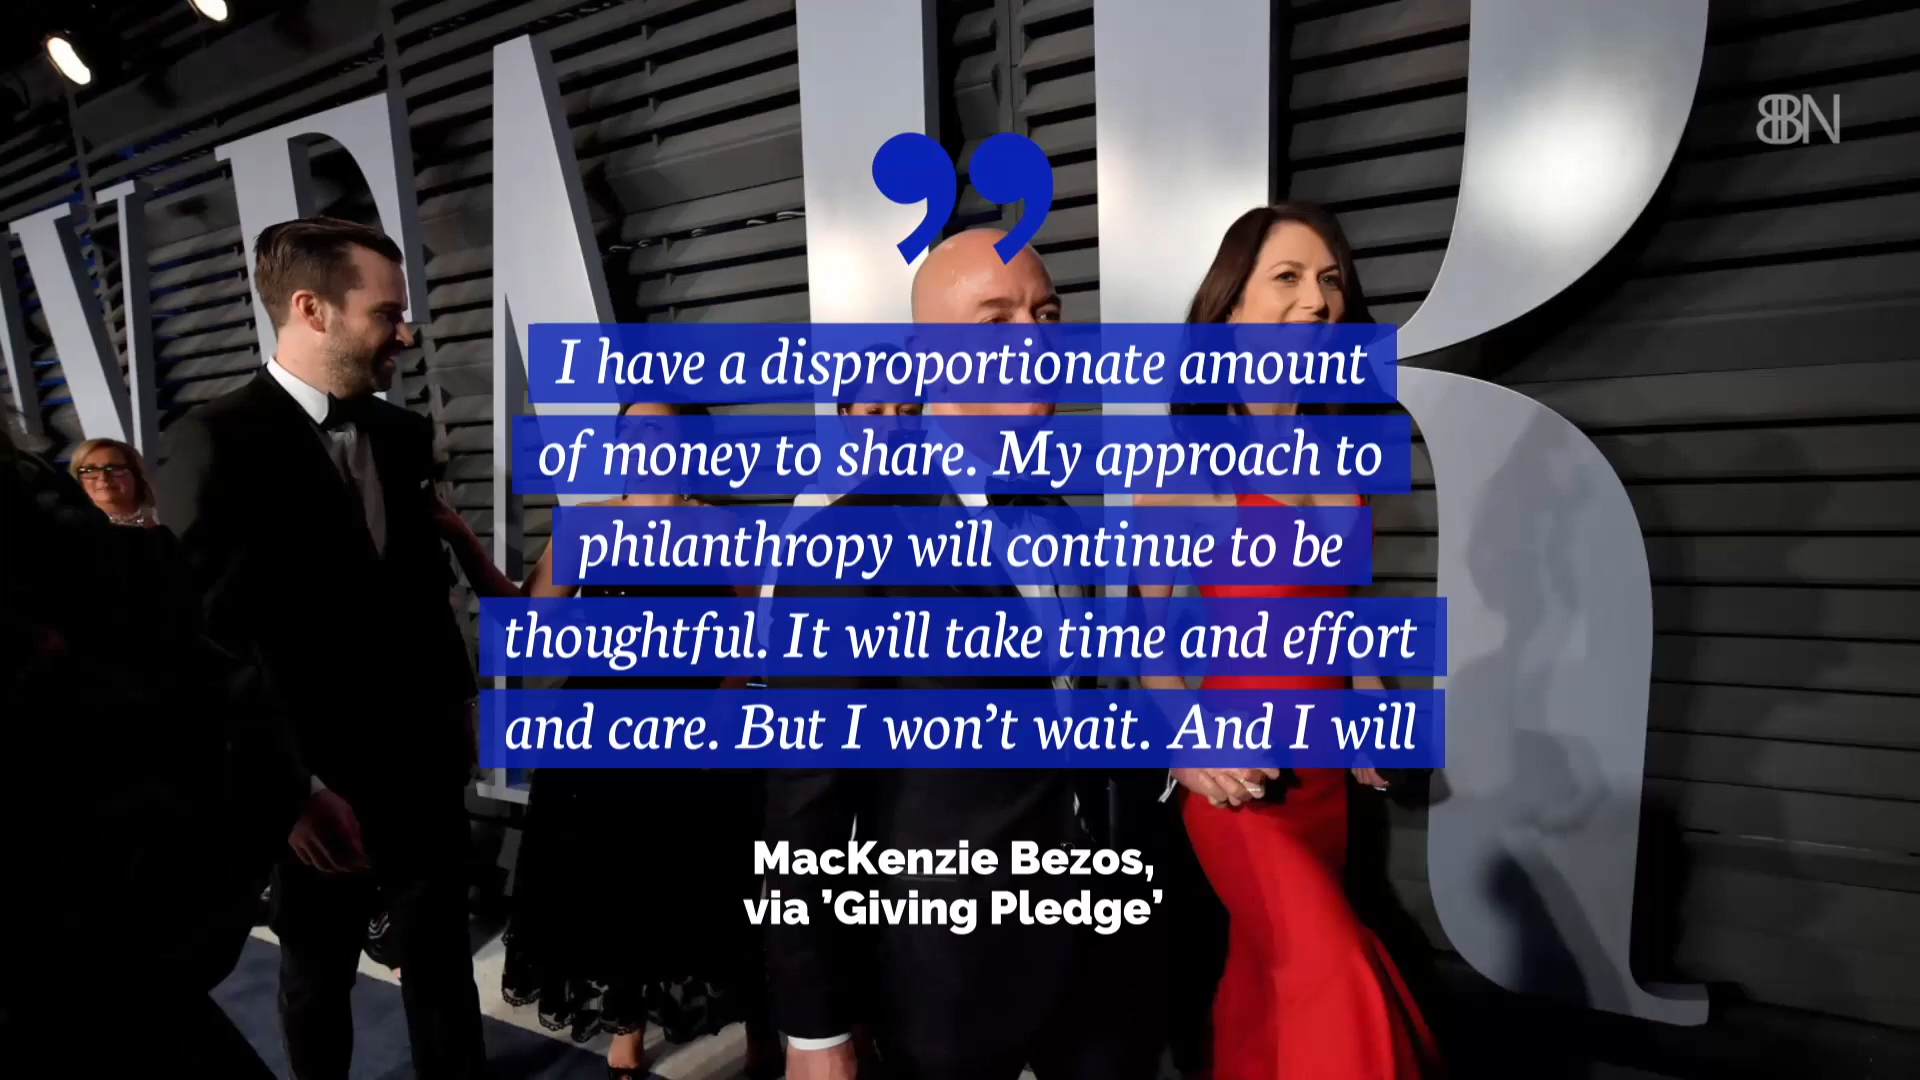 V F A I R
BBN
”
I have a disproportionate amount
of money to share. My approach to
philanthropy will continue to be
thoughtful. It will take time and effort
and care. But I won’t wait. And I will
MacKenzie Bezos,
via ’Giving Pledge’